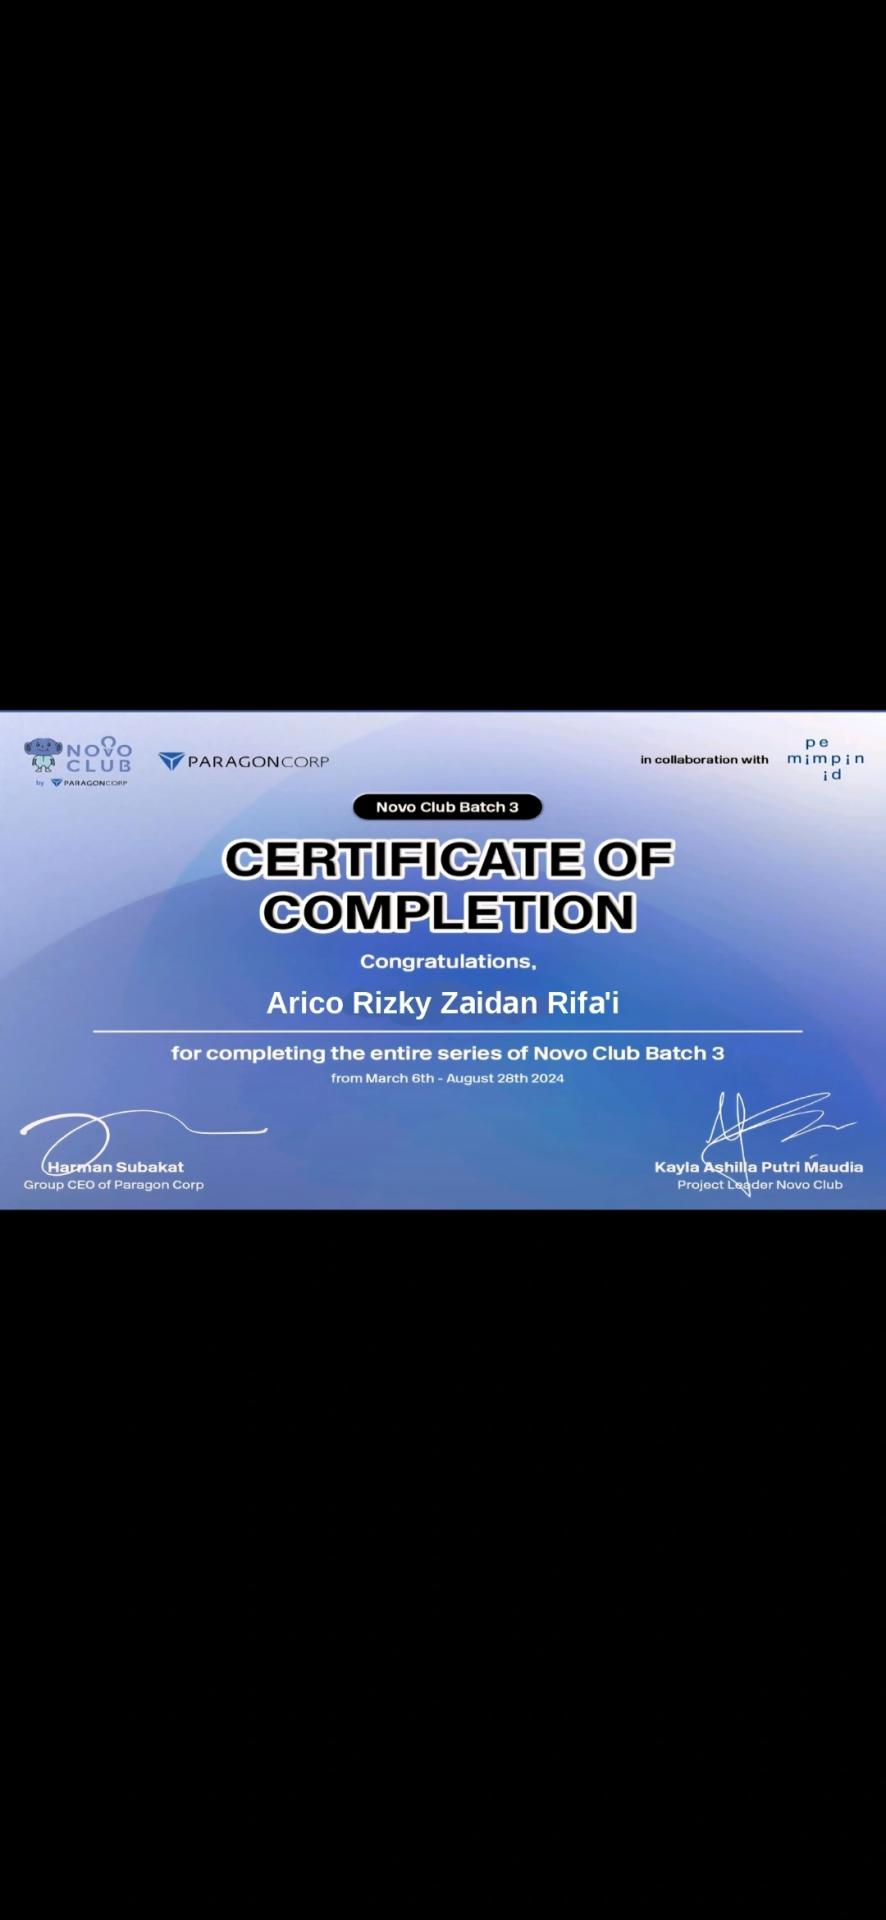 NOVO
CLUB
by PARAGONCORP
PARAGONCORP
in collaboration with
pe
mimpin
id
Novo Club Batch 3
CERTIFICATE OF
COMPLETION
Congratulations,
Arico Rizky Zaidan Rifa'i
for completing the entire series of Novo Club Batch 3
from March 6th - August 28th 2024
Harman Subakat
Group CEO of Paragon Corp
Kayla Ashilla Putri Maudia
Project Leader Novo Club